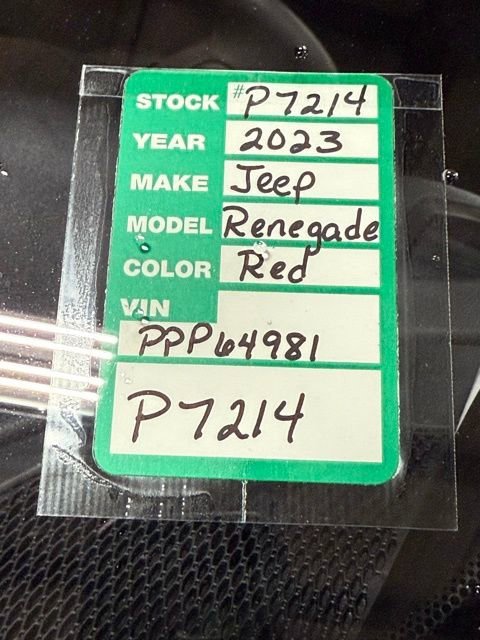 STOCK #P7214
YEAR 2023
MAKE Jeep
MODEL Renegade
COLOR Red
VIN
PPP64981
P7214